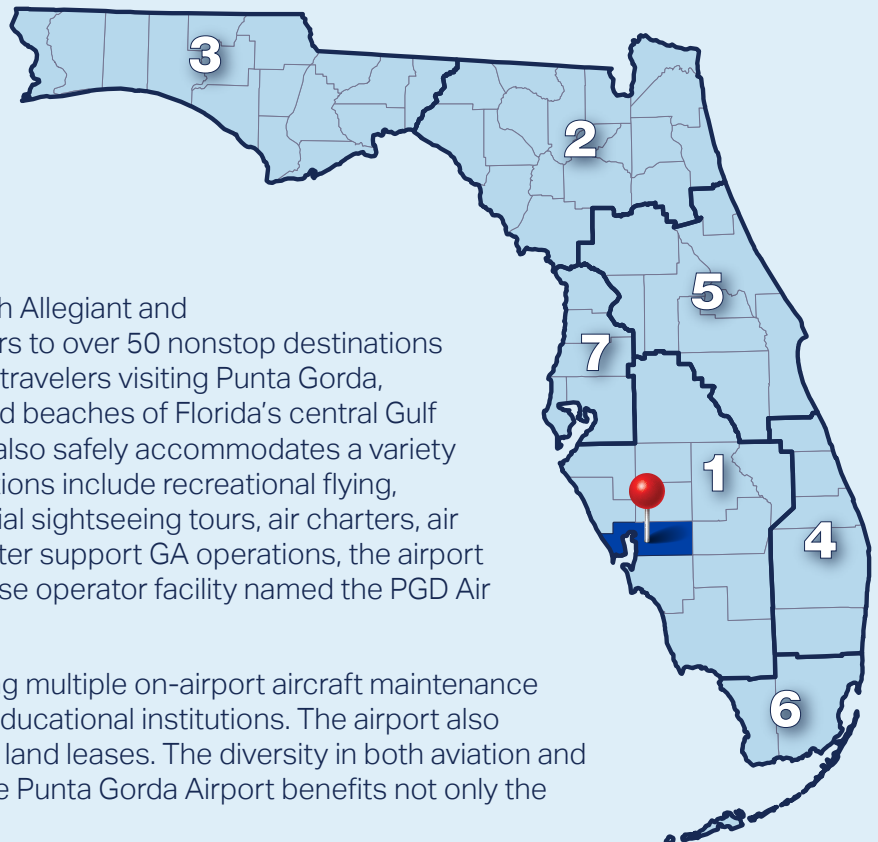 3
2
5
7
1
4
6
h Allegiant and
rs to over 50 nonstop destinations
travelers visiting Punta Gorda,
d beaches of Florida’s central Gulf
also safely accommodates a variety
tions include recreational flying,
ial sightseeing tours, air charters, air
ter support GA operations, the airport
se operator facility named the PGD Air
g multiple on-airport aircraft maintenance
educational institutions. The airport also
land leases. The diversity in both aviation and
e Punta Gorda Airport benefits not only the